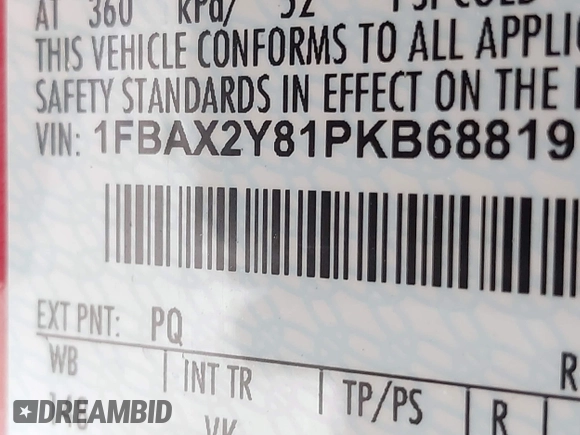 AT 360 kPa/ 52 PSI COLD
THIS VEHICLE CONFORMS TO ALL
SAFETY STANDARDS IN EFFECT ON THE
VIN: 1FBAX2Y81PKB68819
EXT PNT: PQ
WB INT TR TP/PS R R
VK
DREAMBID